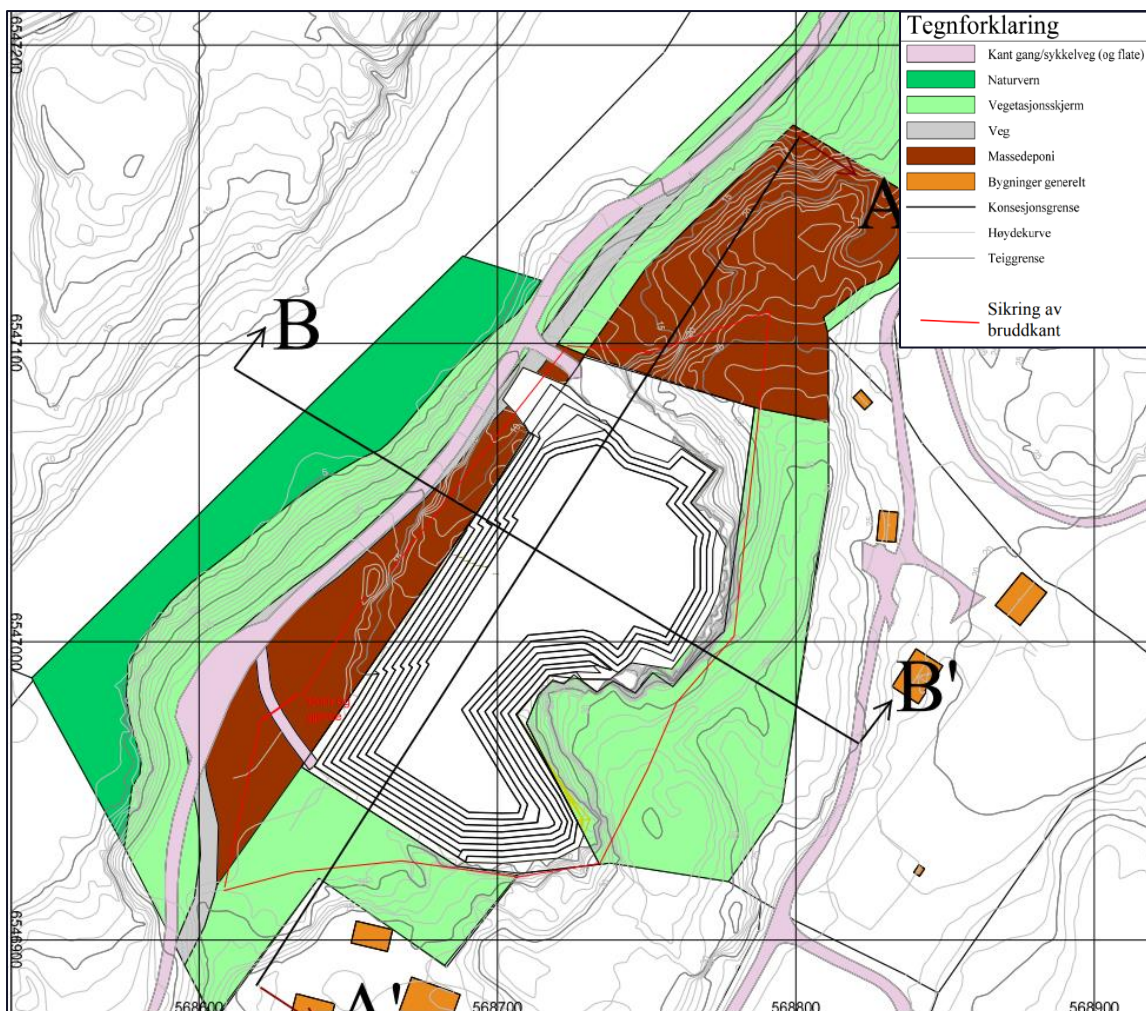 Tegnforklaring
Kant gang/sykkelveg (og flate)
Naturvern
Vegetasjonsskjerm
Veg
Massedeponi
Bygninger generelt
Konsesjonsgrense
Høydekurve
Teiggrense
Sikring av
bruddkant
6547200
A
B
6547100
6547000
B'
6546900
A'
568600
568700
568800
568900